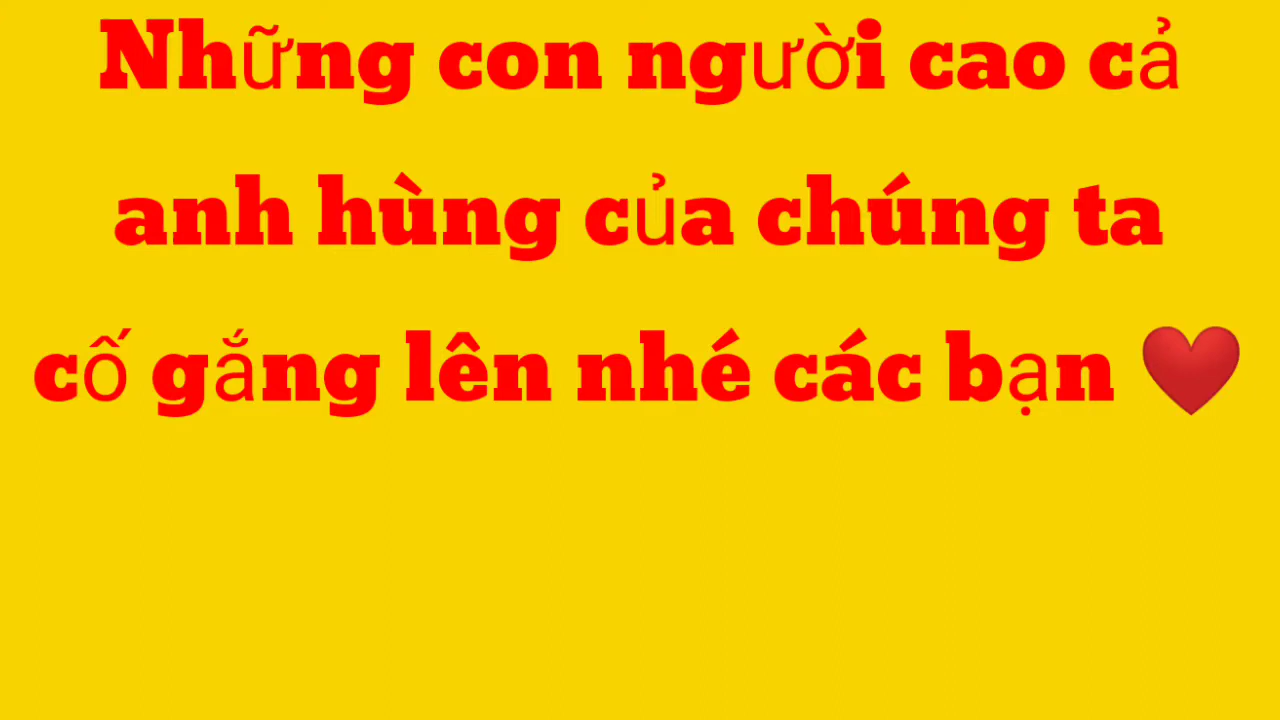 Những con người cao cả
anh hùng của chúng ta
cố gắng lên nhé các bạn ❤️